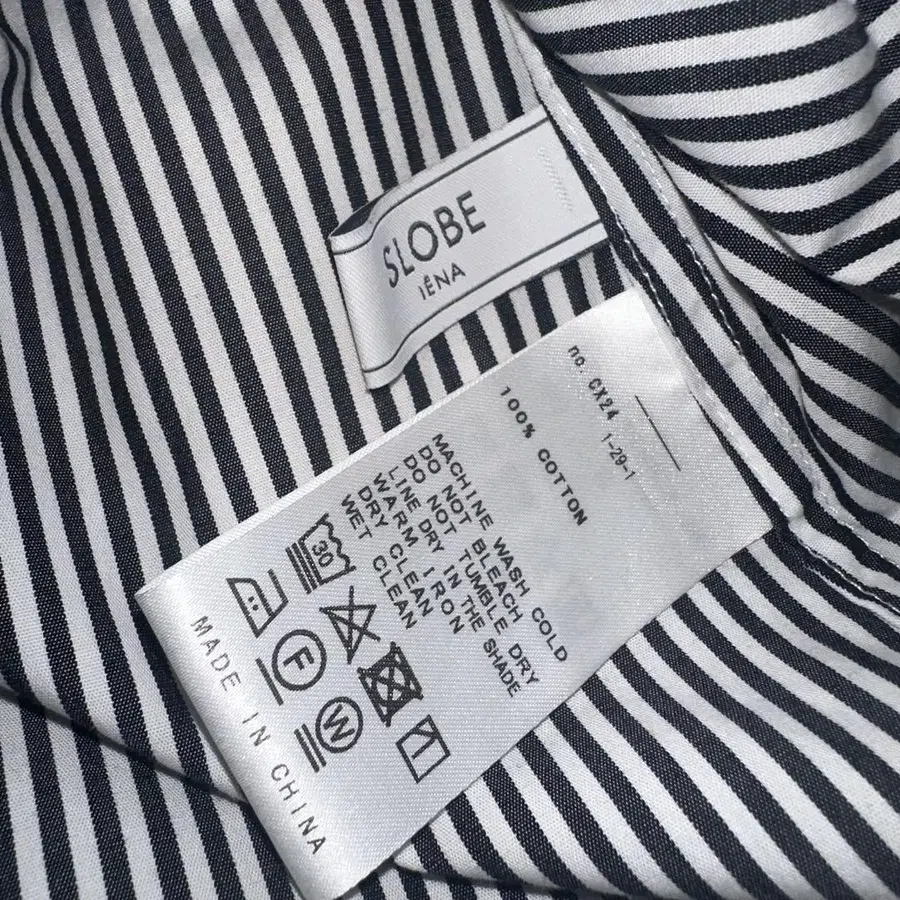 SLOBE
IÉNA
no. CX24 1-29-1
100% COTTON
MACHINE WASH COLD
DO NOT BLEACH
DO NOT TUMBLE DRY
LINE DRY IN THE SHADE
WARM IRON
DRY CLEAN
WET CLEAN
30
F
W
MADE IN CHINA